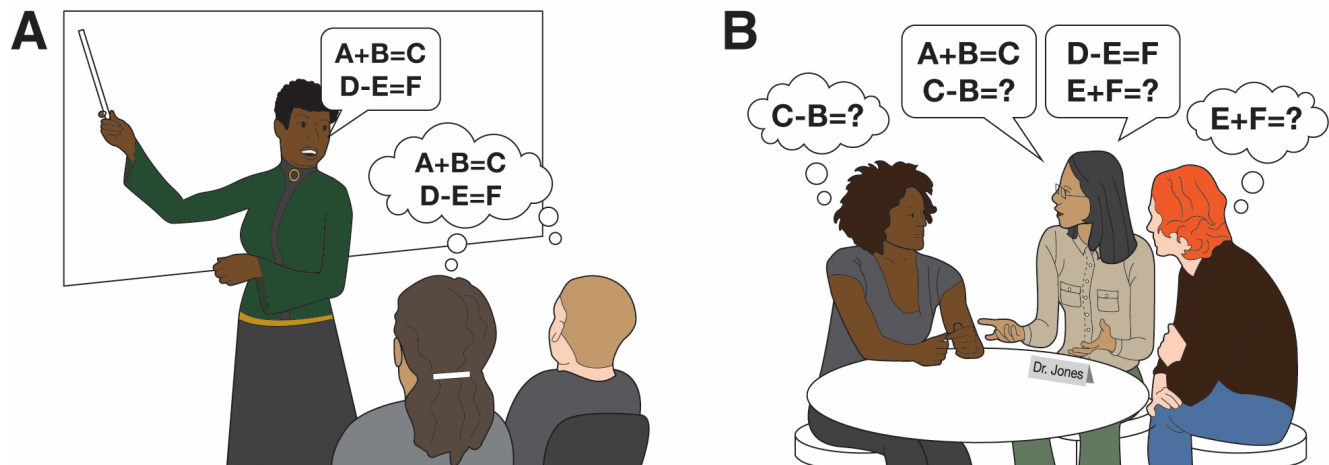 A
A+B=C
D-E=F
A+B=C
D-E=F
B
C-B=?
A+B=C
C-B=?
D-E=F
E+F=?
E+F=?
Dr. Jones